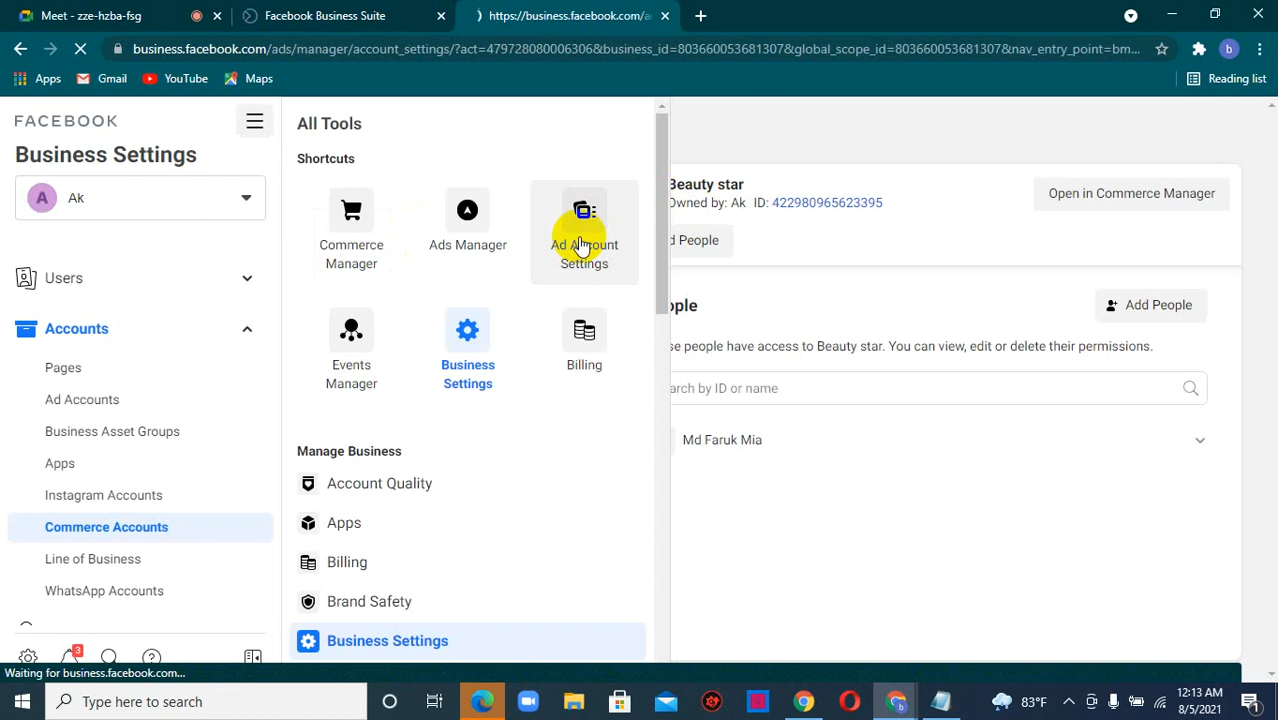 Meet - zze-hzba-fsg
Facebook Business Suite
https://business.facebook.com/a
business.facebook.com/ads/manager/account_settings/?act=479728080006306&business_id=803660053681307&global_scope_id=803660053681307&nav_entry_point=bm...
b
Apps
Gmail
YouTube
Maps
Reading list
FACEBOOK
Business Settings
A
Ak
Users
Accounts
Pages
Ad Accounts
Business Asset Groups
Apps
Instagram Accounts
Commerce Accounts
Line of Business
WhatsApp Accounts
3
All Tools
Shortcuts
Commerce
Manager
Ads Manager
Ad Account
Settings
Events
Manager
Business
Settings
Billing
Manage Business
Account Quality
Apps
Billing
Brand Safety
Business Settings
Beauty star
Owned by: Ak ID: 422980965623395
Open in Commerce Manager
d People
ople
Add People
se people have access to Beauty star. You can view, edit or delete their permissions.
arch by ID or name
Md Faruk Mia
Waiting for business.facebook.com...
Type here to search
83°F
12:13 AM
8/5/2021
1